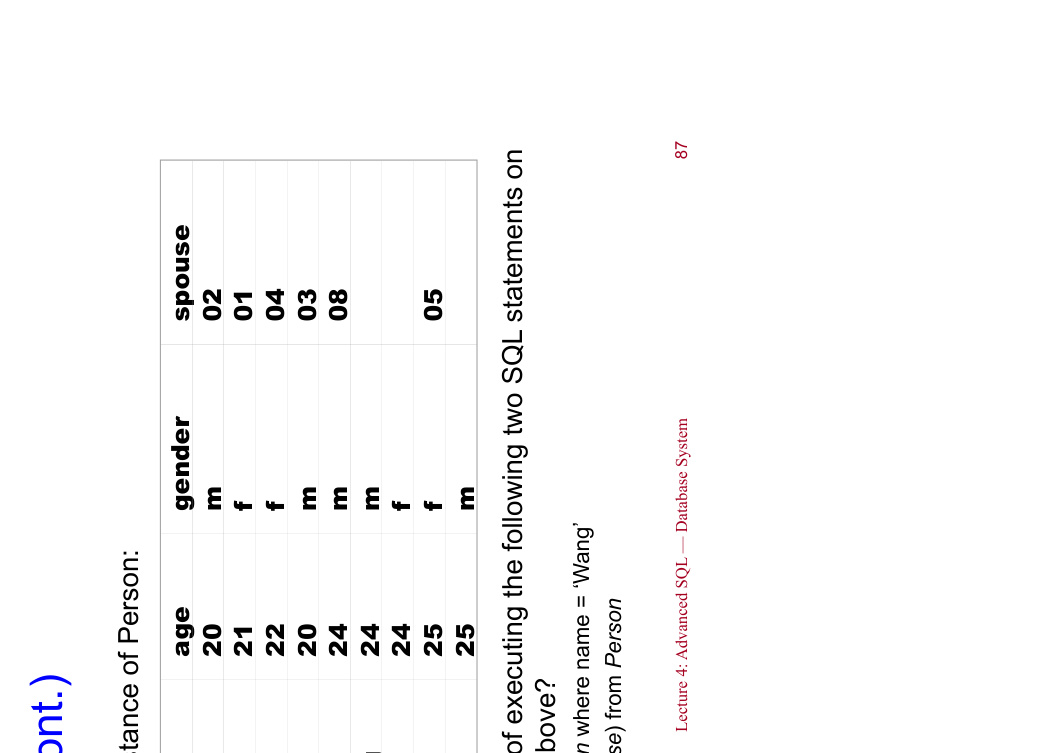 ont.)
tance of Person:
age gender spouse
20 m 02
21 f 01
22 f 04
20 m 03
24 m 08
24 m
24 f
25 f 05
25 m
of executing the following two SQL statements on
bove?
n where name = ‘Wang’
se) from Person
Lecture 4: Advanced SQL — Database System 87